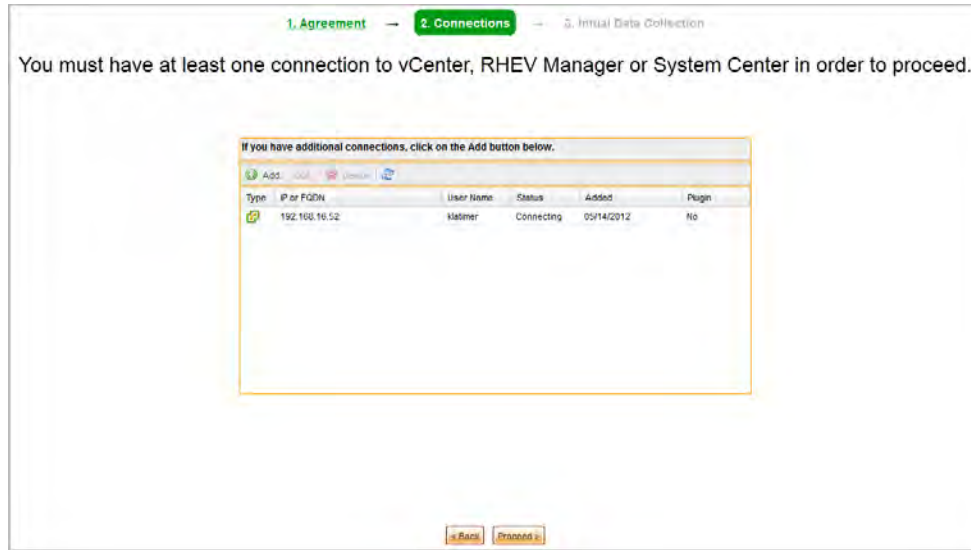 1. Agreement → 2. Connections → 3. Initial Data Collection
You must have at least one connection to vCenter, RHEV Manager or System Center in order to proceed.
If you have additional connections, click on the Add button below.
Add Edit Delete
Type IP or FQDN User Name Status Added Plugin
192.168.16.52 klatimer Connecting 05/14/2012 No
« Back Proceed »